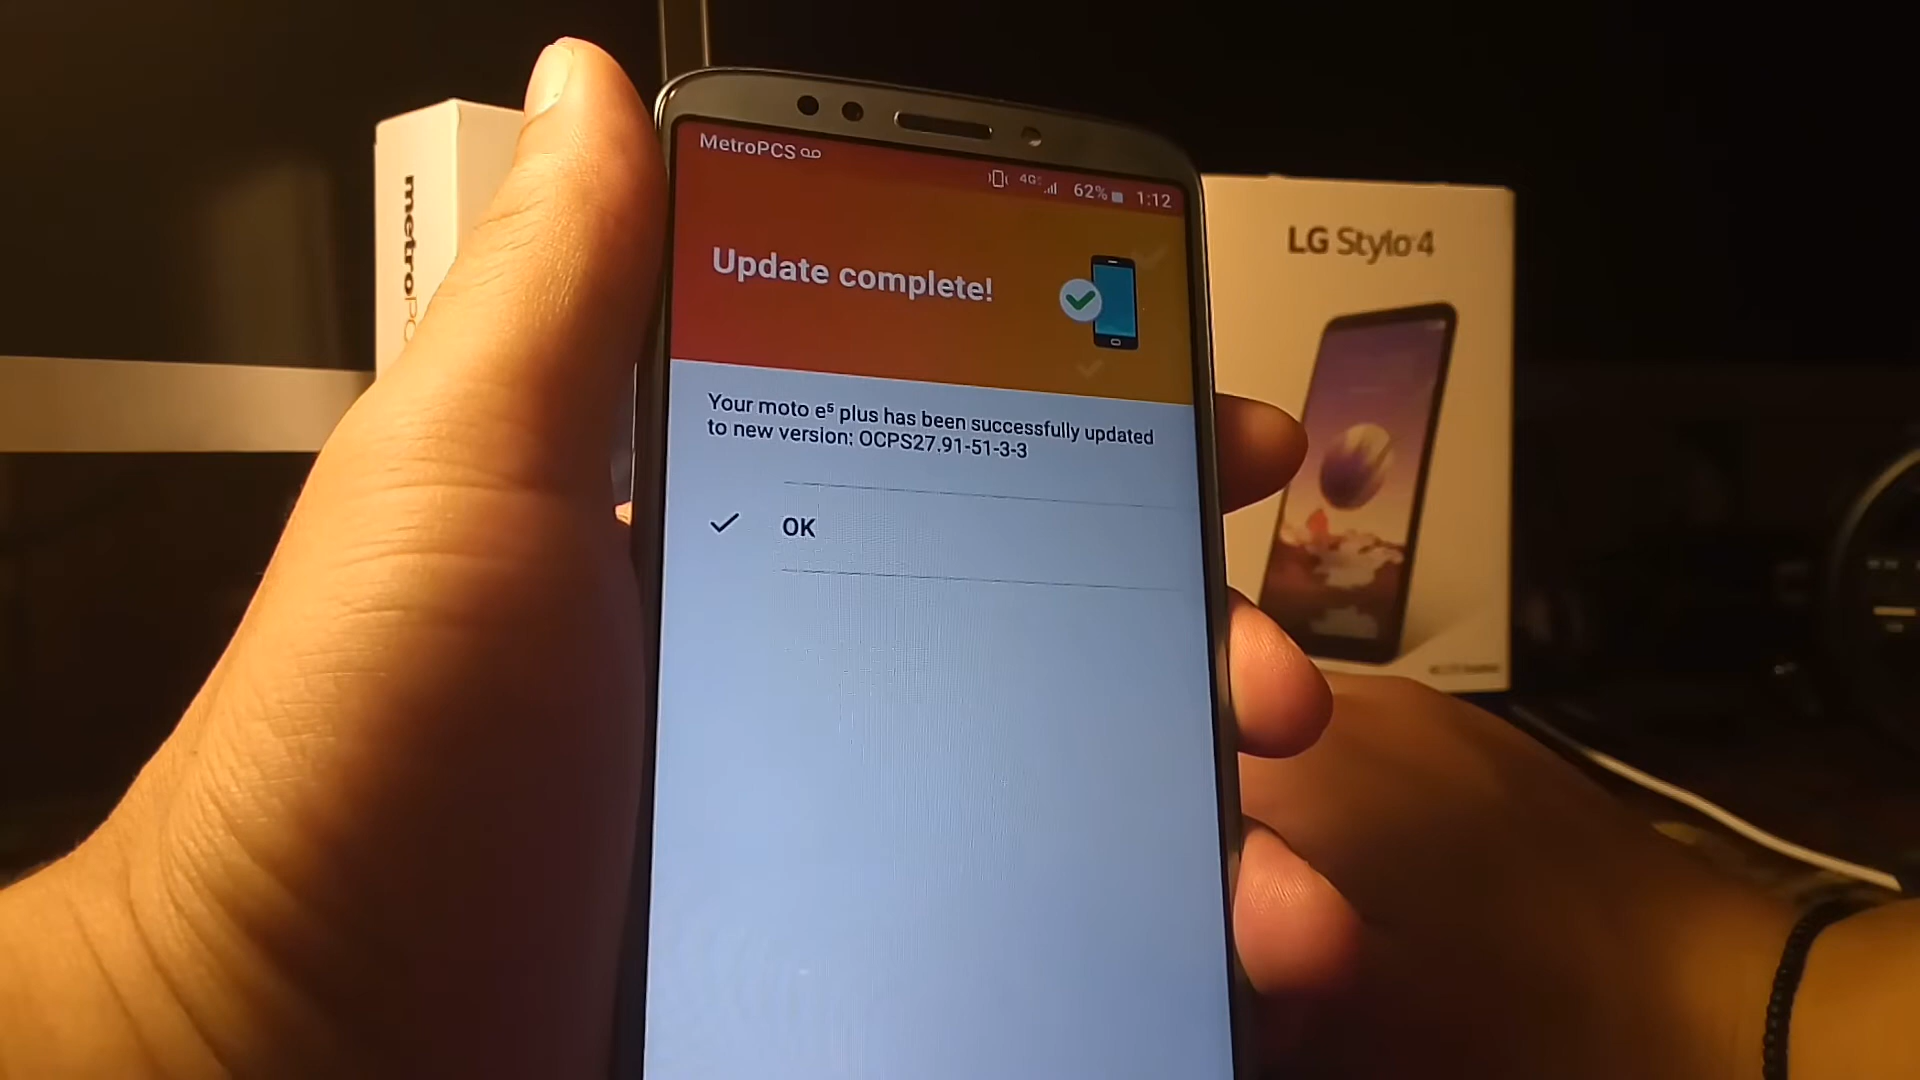 MetroPCS
4G
62%
1:12
Update complete!
Your moto e⁵ plus has been successfully updated
to new version: OCPS27.91-51-3-3
OK
metroPC
LG Stylo 4